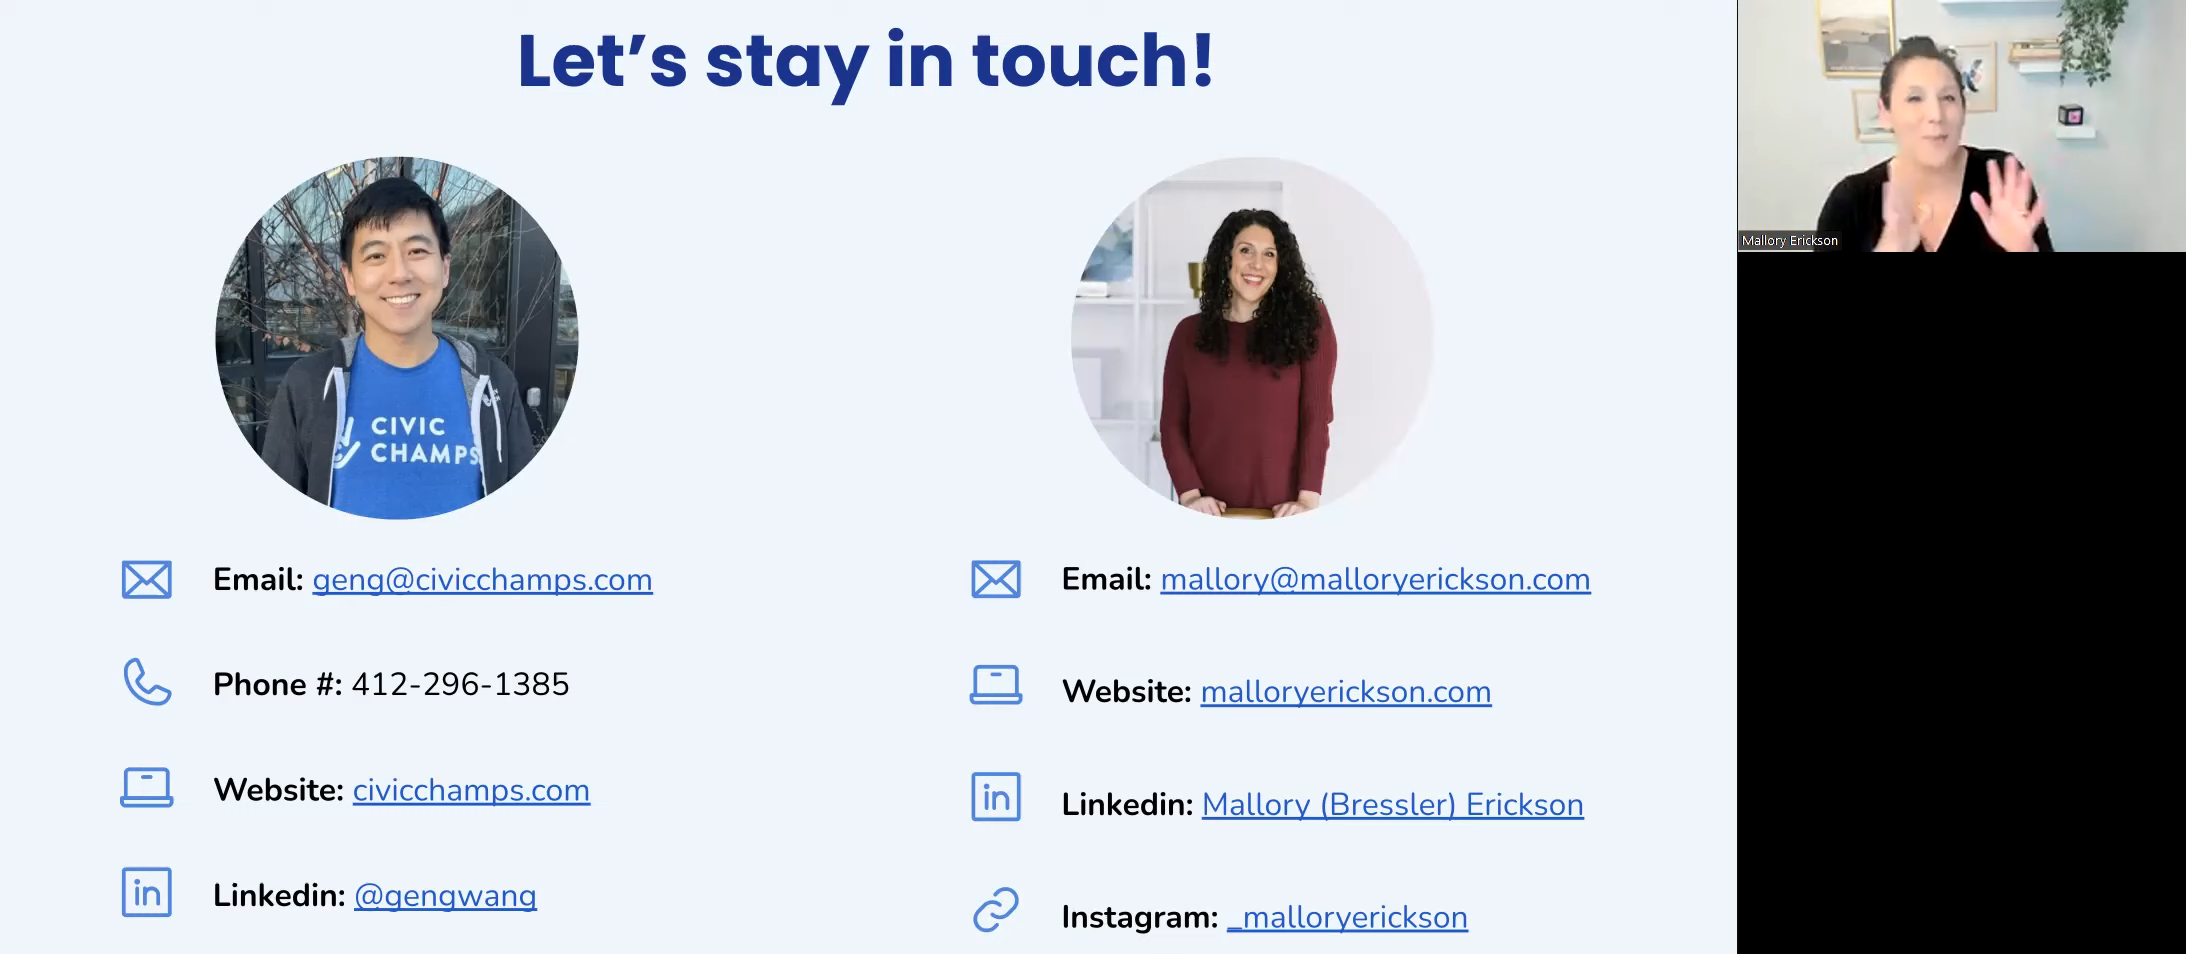 Let's stay in touch!
CIVIC
CHAMPS
Email: geng@civicchamps.com
Phone #: 412-296-1385
Website: civicchamps.com
Linkedin: @gengwang
Email: mallory@malloryerickson.com
Website: malloryerickson.com
Linkedin: Mallory (Bressler) Erickson
Instagram: _malloryerickson
Mallory Erickson